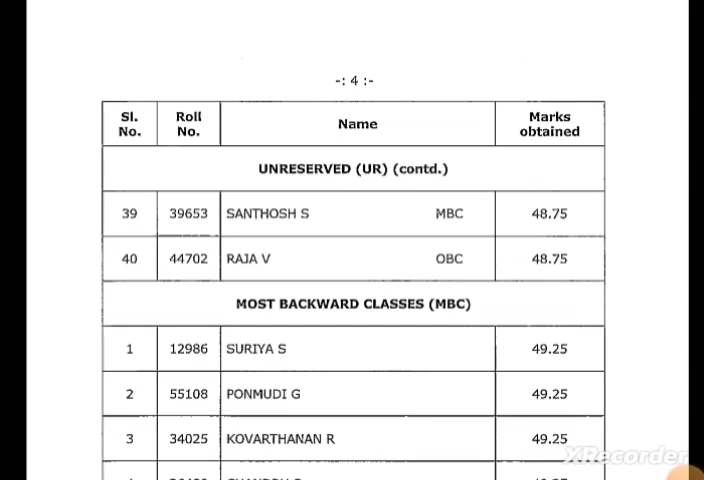 -: 4 :-
Sl. No. Roll No. Name Marks obtained
UNRESERVED (UR) (contd.)
39 39653 SANTHOSH S MBC 48.75
40 44702 RAJA V OBC 48.75
MOST BACKWARD CLASSES (MBC)
1 12986 SURIYA S 49.25
2 55108 PONMUDI G 49.25
3 34025 KOVARTHANAN R 49.25
XRecorder